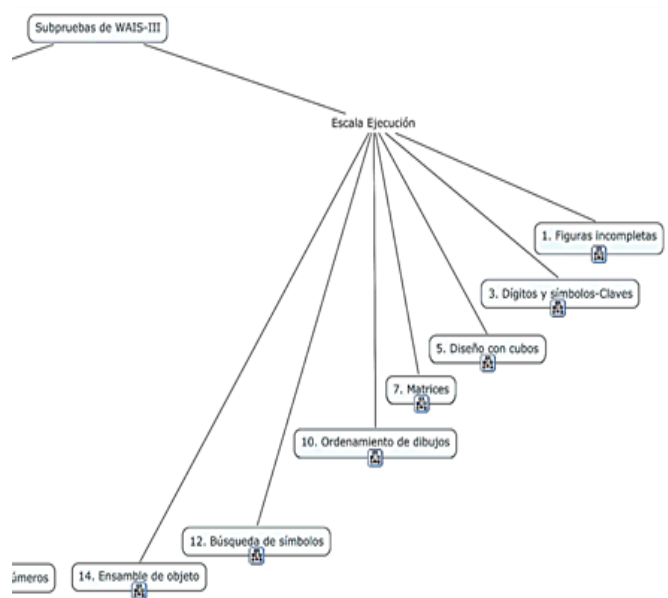 Subpruebas de WAIS-III
Escala Ejecución
1. Figuras incompletas
3. Dígitos y símbolos-Claves
5. Diseño con cubos
7. Matrices
10. Ordenamiento de dibujos
12. Búsqueda de símbolos
úmeros
14. Ensamble de objeto